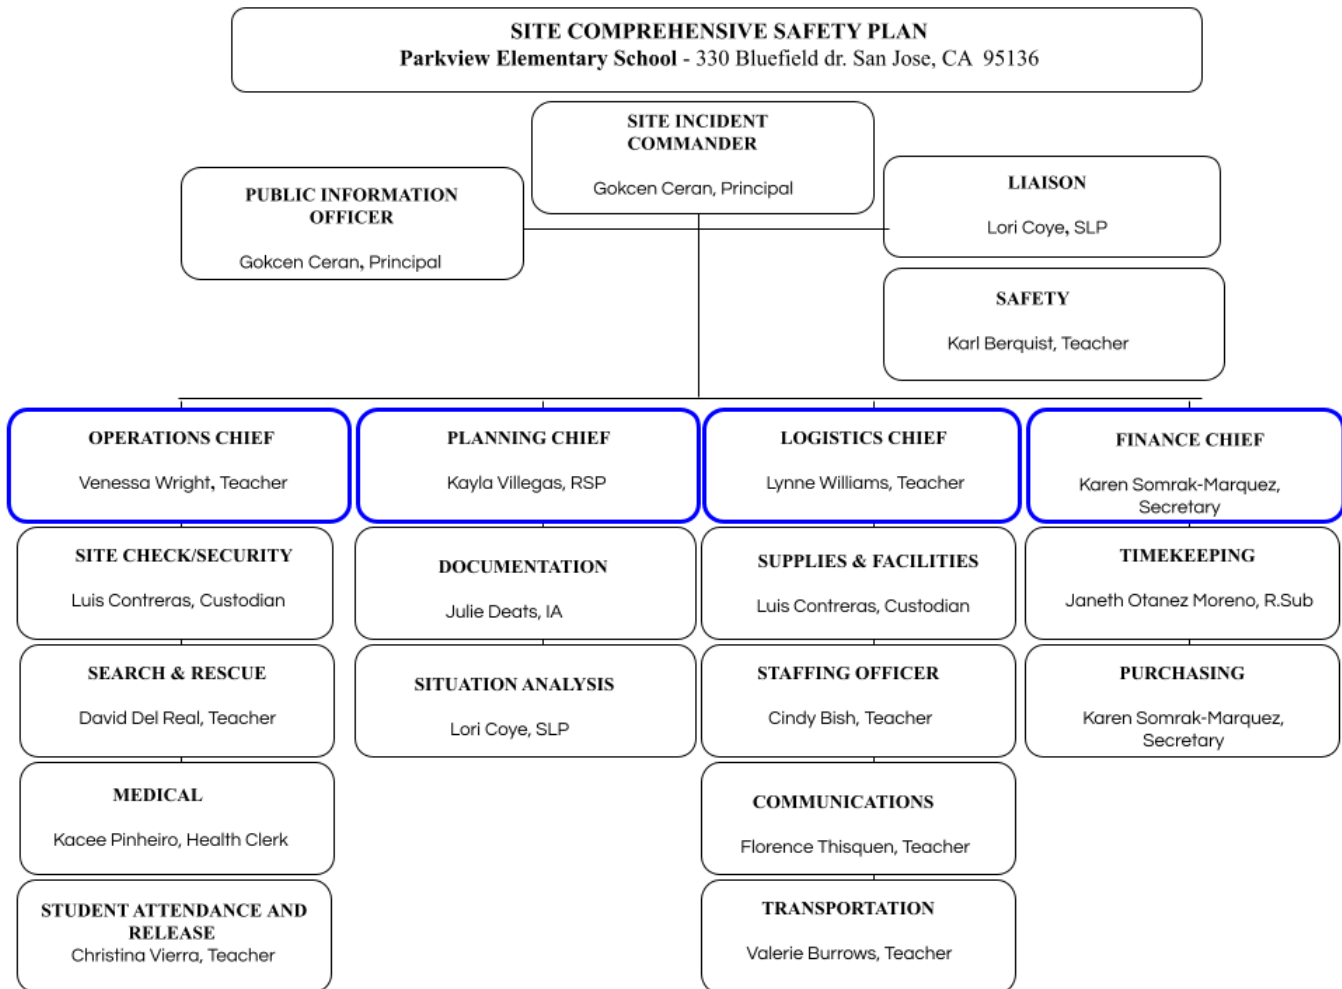 SITE COMPREHENSIVE SAFETY PLAN
Parkview Elementary School - 330 Bluefield dr. San Jose, CA 95136
SITE INCIDENT
COMMANDER
Gokcen Ceran, Principal
PUBLIC INFORMATION
OFFICER
Gokcen Ceran, Principal
LIAISON
Lori Coye, SLP
SAFETY
Karl Berquist, Teacher
OPERATIONS CHIEF
Venessa Wright, Teacher
SITE CHECK/SECURITY
Luis Contreras, Custodian
SEARCH & RESCUE
David Del Real, Teacher
MEDICAL
Kacee Pinheiro, Health Clerk
STUDENT ATTENDANCE AND
RELEASE
Christina Vierra, Teacher
PLANNING CHIEF
Kayla Villegas, RSP
DOCUMENTATION
Julie Deats, IA
SITUATION ANALYSIS
Lori Coye, SLP
LOGISTICS CHIEF
Lynne Williams, Teacher
SUPPLIES & FACILITIES
Luis Contreras, Custodian
STAFFING OFFICER
Cindy Bish, Teacher
COMMUNICATIONS
Florence Thisquen, Teacher
TRANSPORTATION
Valerie Burrows, Teacher
FINANCE CHIEF
Karen Somrak-Marquez,
Secretary
TIMEKEEPING
Janeth Otanez Moreno, R.Sub
PURCHASING
Karen Somrak-Marquez,
Secretary